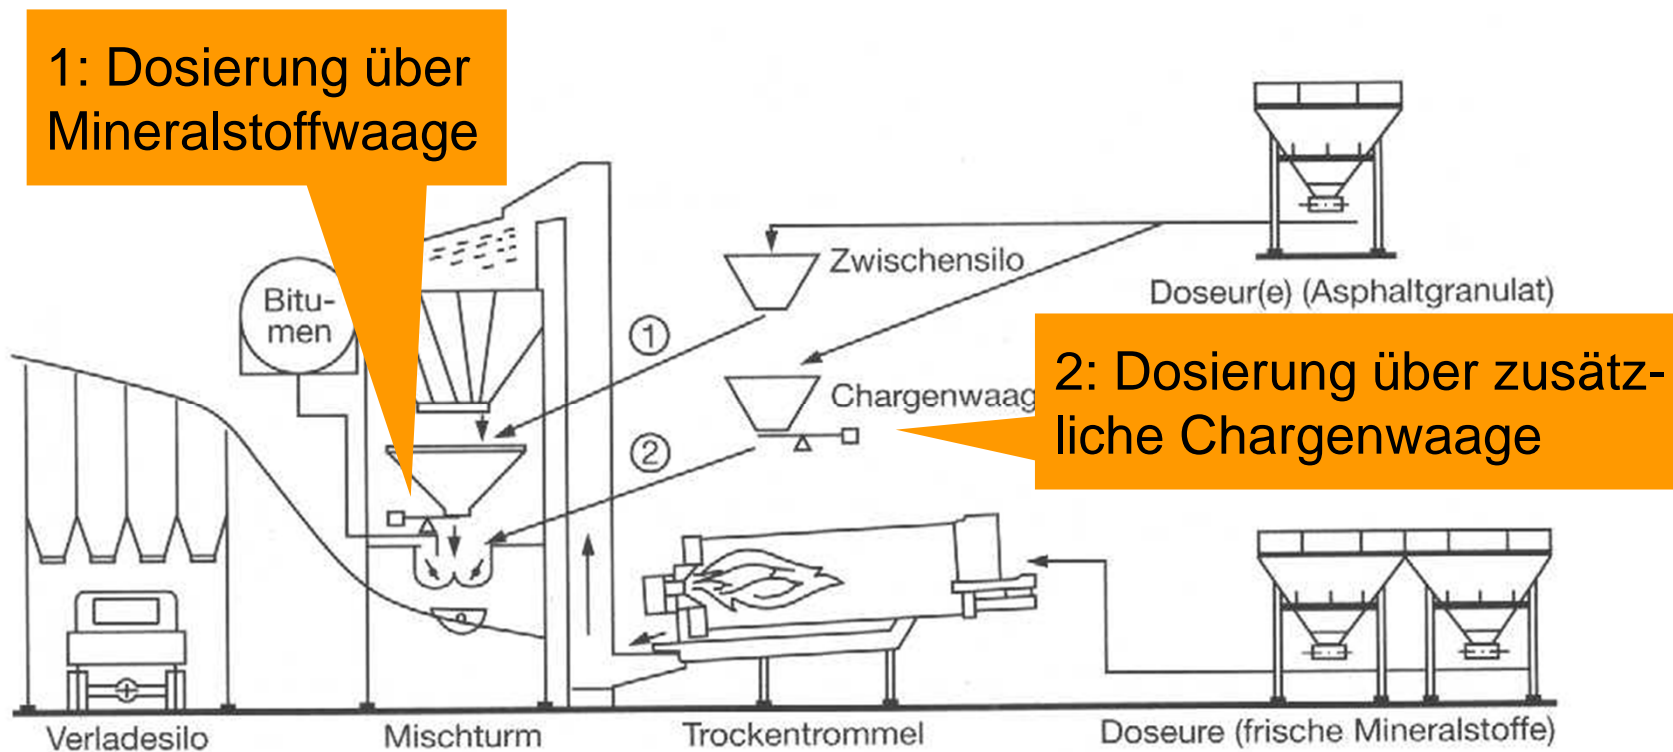 1: Dosierung über
Mineralstoffwaage
Zwischensilo
Doseur(e) (Asphaltgranulat)
Bitu-
men
1
2: Dosierung über zusätz-
liche Chargenwaage
Chargenwaag
2
Verladesilo
Mischturm
Trockentrommel
Doseure (frische Mineralstoffe)